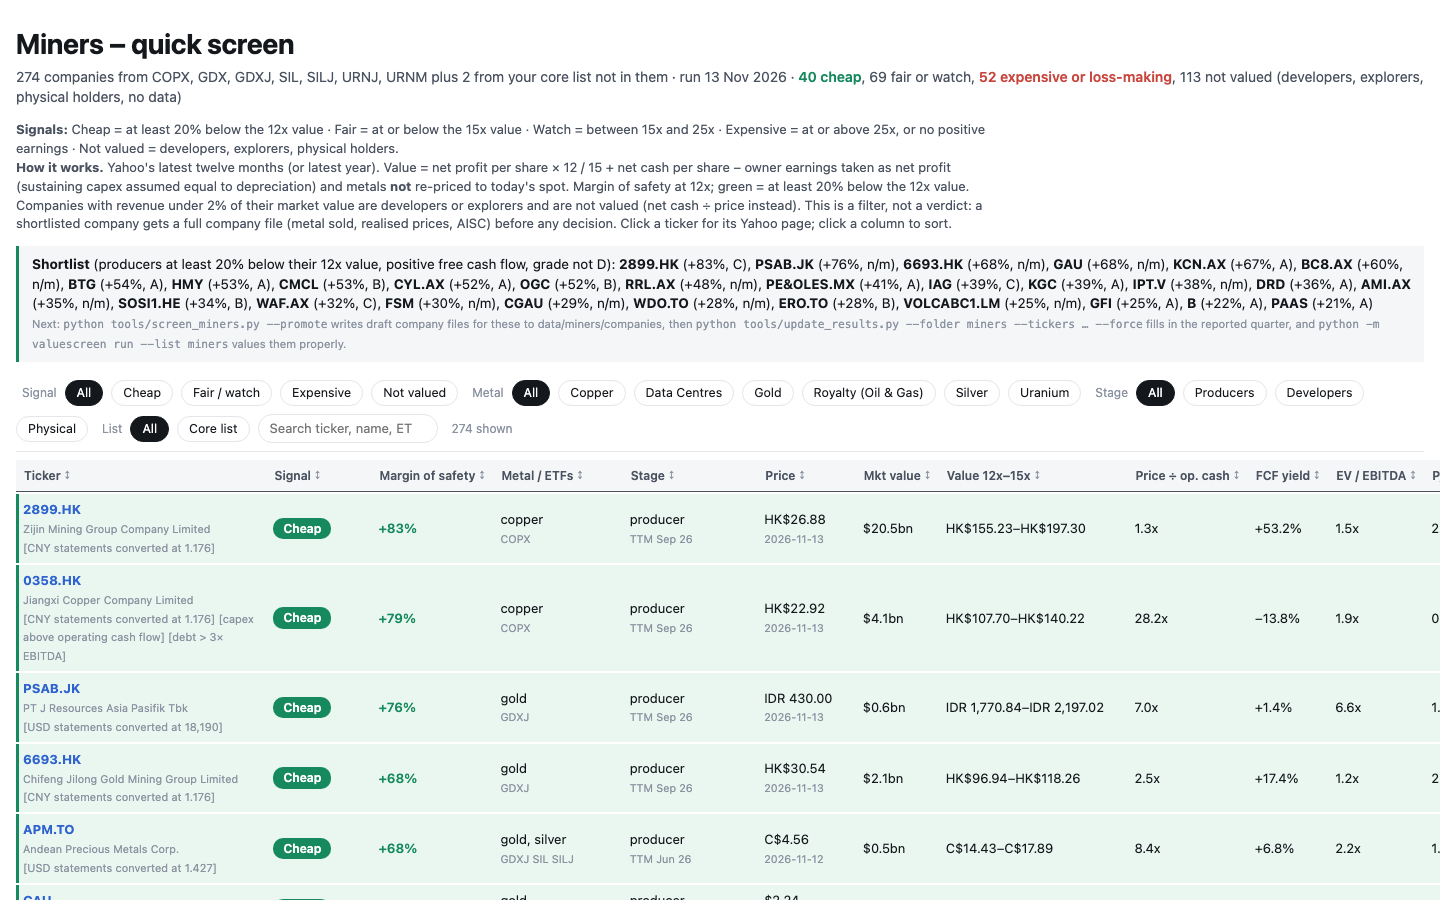 Miners – quick screen
274 companies from COPX, GDX, GDXJ, SIL, SILJ, URNJ, URNM plus 2 from your core list not in them · run 13 Nov 2026 · 40 cheap, 69 fair or watch, 52 expensive or loss-making, 113 not valued (developers, explorers,
physical holders, no data)
Signals: Cheap = at least 20% below the 12x value · Fair = at or below the 15x value · Watch = between 15x and 25x · Expensive = at or above 25x, or no positive
earnings · Not valued = developers, explorers, physical holders.
How it works. Yahoo's latest twelve months (or latest year). Value = net profit per share × 12 / 15 + net cash per share – owner earnings taken as net profit
(sustaining capex assumed equal to depreciation) and metals not re-priced to today's spot. Margin of safety at 12x; green = at least 20% below the 12x value.
Companies with revenue under 2% of their market value are developers or explorers and are not valued (net cash ÷ price instead). This is a filter, not a verdict: a
shortlisted company gets a full company file (metal sold, realised prices, AISC) before any decision. Click a ticker for its Yahoo page; click a column to sort.
Shortlist (producers at least 20% below their 12x value, positive free cash flow, grade not D): 2899.HK (+83%, C), PSAB.JK (+76%, n/m), 6693.HK (+68%, n/m), GAU (+68%, n/m), KCN.AX (+67%, A), BC8.AX (+60%,
n/m), BTG (+54%, A), HMY (+53%, A), CMCL (+53%, B), CYL.AX (+52%, A), OGC (+52%, B), RRL.AX (+48%, n/m), PE&OLES.MX (+41%, A), IAG (+39%, C), KGC (+39%, A), IPT.V (+38%, n/m), DRD (+36%, A), AMI.AX
(+35%, n/m), SOSI1.HE (+34%, B), WAF.AX (+32%, C), FSM (+30%, n/m), CGAU (+29%, n/m), WDO.TO (+28%, n/m), ERO.TO (+28%, B), VOLCABC1.LM (+25%, n/m), GFI (+25%, A), B (+22%, A), PAAS (+21%, A)
Next: python tools/screen_miners.py --promote writes draft company files for these to data/miners/companies, then python tools/update_results.py --folder miners --tickers … --force fills in the reported quarter, and python -m
valuescreen run --list miners values them properly.
Signal All Cheap Fair / watch Expensive Not valued Metal All Copper Data Centres Gold Royalty (Oil & Gas) Silver Uranium Stage All Producers Developers
Physical List All Core list Search ticker, name, ET 274 shown
Ticker ↕ Signal ↕ Margin of safety ↕ Metal / ETFs ↕ Stage ↕ Price ↕ Mkt value ↕ Value 12x–15x ↕ Price ÷ op. cash ↕ FCF yield ↕ EV / EBITDA ↕ P
2899.HK
Zijin Mining Group Company Limited
[CNY statements converted at 1.176]
Cheap
+83%
copper
COPX
producer
TTM Sep 26
HK$26.88
2026-11-13
$20.5bn
HK$155.23–HK$197.30
1.3x
+53.2%
1.5x
2
0358.HK
Jiangxi Copper Company Limited
[CNY statements converted at 1.176] [capex
above operating cash flow] [debt > 3×
EBITDA]
Cheap
+79%
copper
COPX
producer
TTM Sep 26
HK$22.92
2026-11-13
$4.1bn
HK$107.70–HK$140.22
28.2x
–13.8%
1.9x
0
PSAB.JK
PT J Resources Asia Pasifik Tbk
[USD statements converted at 18,190]
Cheap
+76%
gold
GDXJ
producer
TTM Sep 26
IDR 430.00
2026-11-13
$0.6bn
IDR 1,770.84–IDR 2,197.02
7.0x
+1.4%
6.6x
1.
6693.HK
Chifeng Jilong Gold Mining Group Limited
[CNY statements converted at 1.176]
Cheap
+68%
gold
GDXJ
producer
TTM Sep 26
HK$30.54
2026-11-13
$2.1bn
HK$96.94–HK$118.26
2.5x
+17.4%
1.2x
2
APM.TO
Andean Precious Metals Corp.
[USD statements converted at 1.427]
Cheap
+68%
gold, silver
GDXJ SIL SILJ
producer
TTM Jun 26
C$4.56
2026-11-12
$0.5bn
C$14.43–C$17.89
8.4x
+6.8%
2.2x
1.